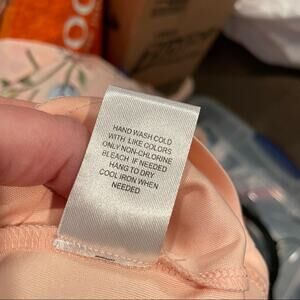 HAND WASH COLD
WITH LIKE COLORS
ONLY NON-CHLORINE
BLEACH IF NEEDED
HANG TO DRY
COOL IRON WHEN
NEEDED